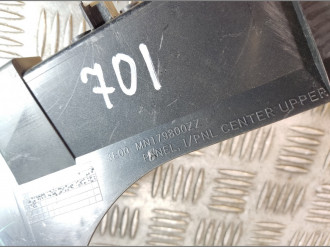 701
MN179800ZZ
PANEL I/PNL CENTER UPPER